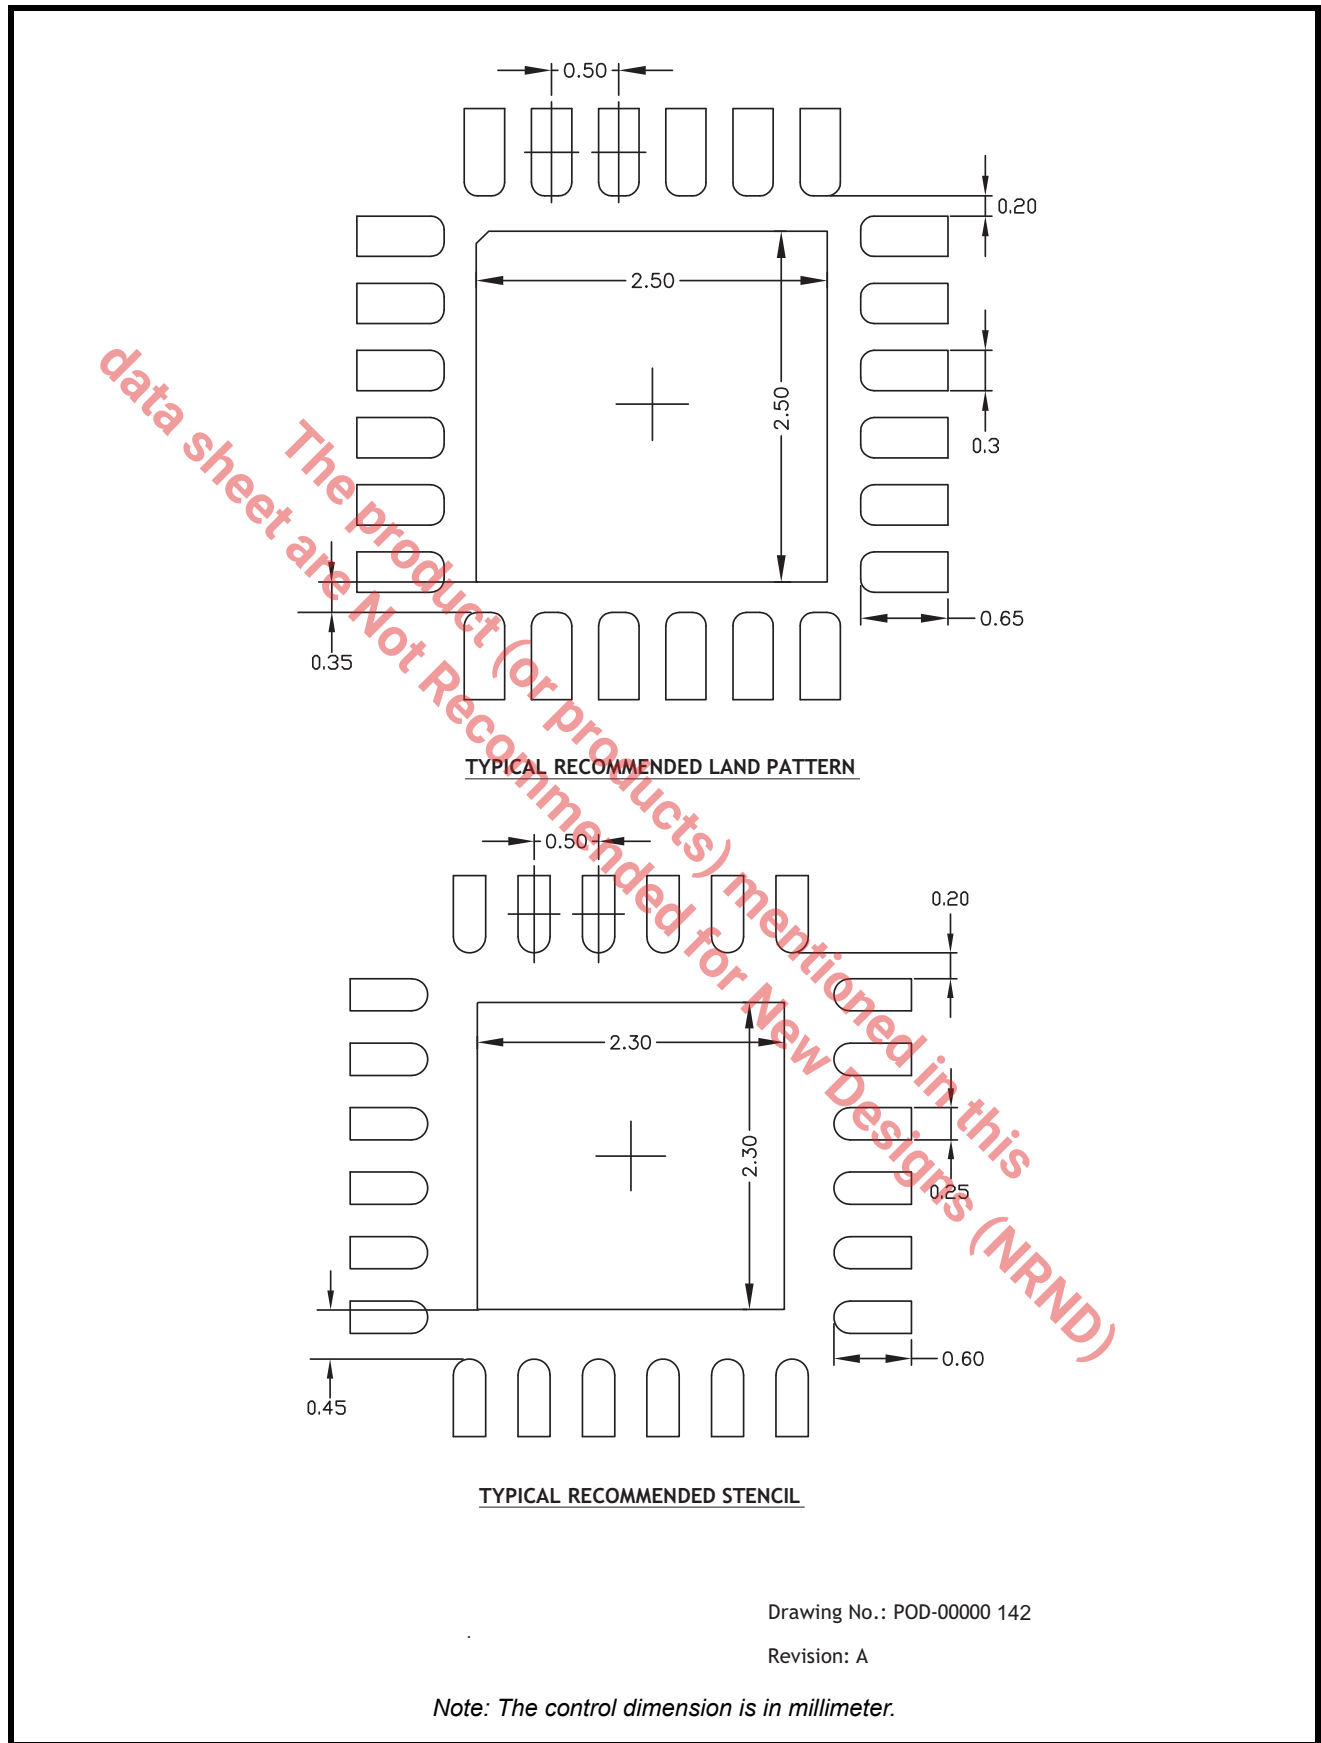 0.50
0.20
2.50
2.50
0.3
0.65
0.35
TYPICAL RECOMMENDED LAND PATTERN
0.50
0.20
2.30
2.30
0.25
0.60
0.45
TYPICAL RECOMMENDED STENCIL
The product (or products) mentioned in this
data sheet are Not Recommended for New Designs (NRND)
Drawing No.: POD-00000 142
Revision: A
Note: The control dimension is in millimeter.